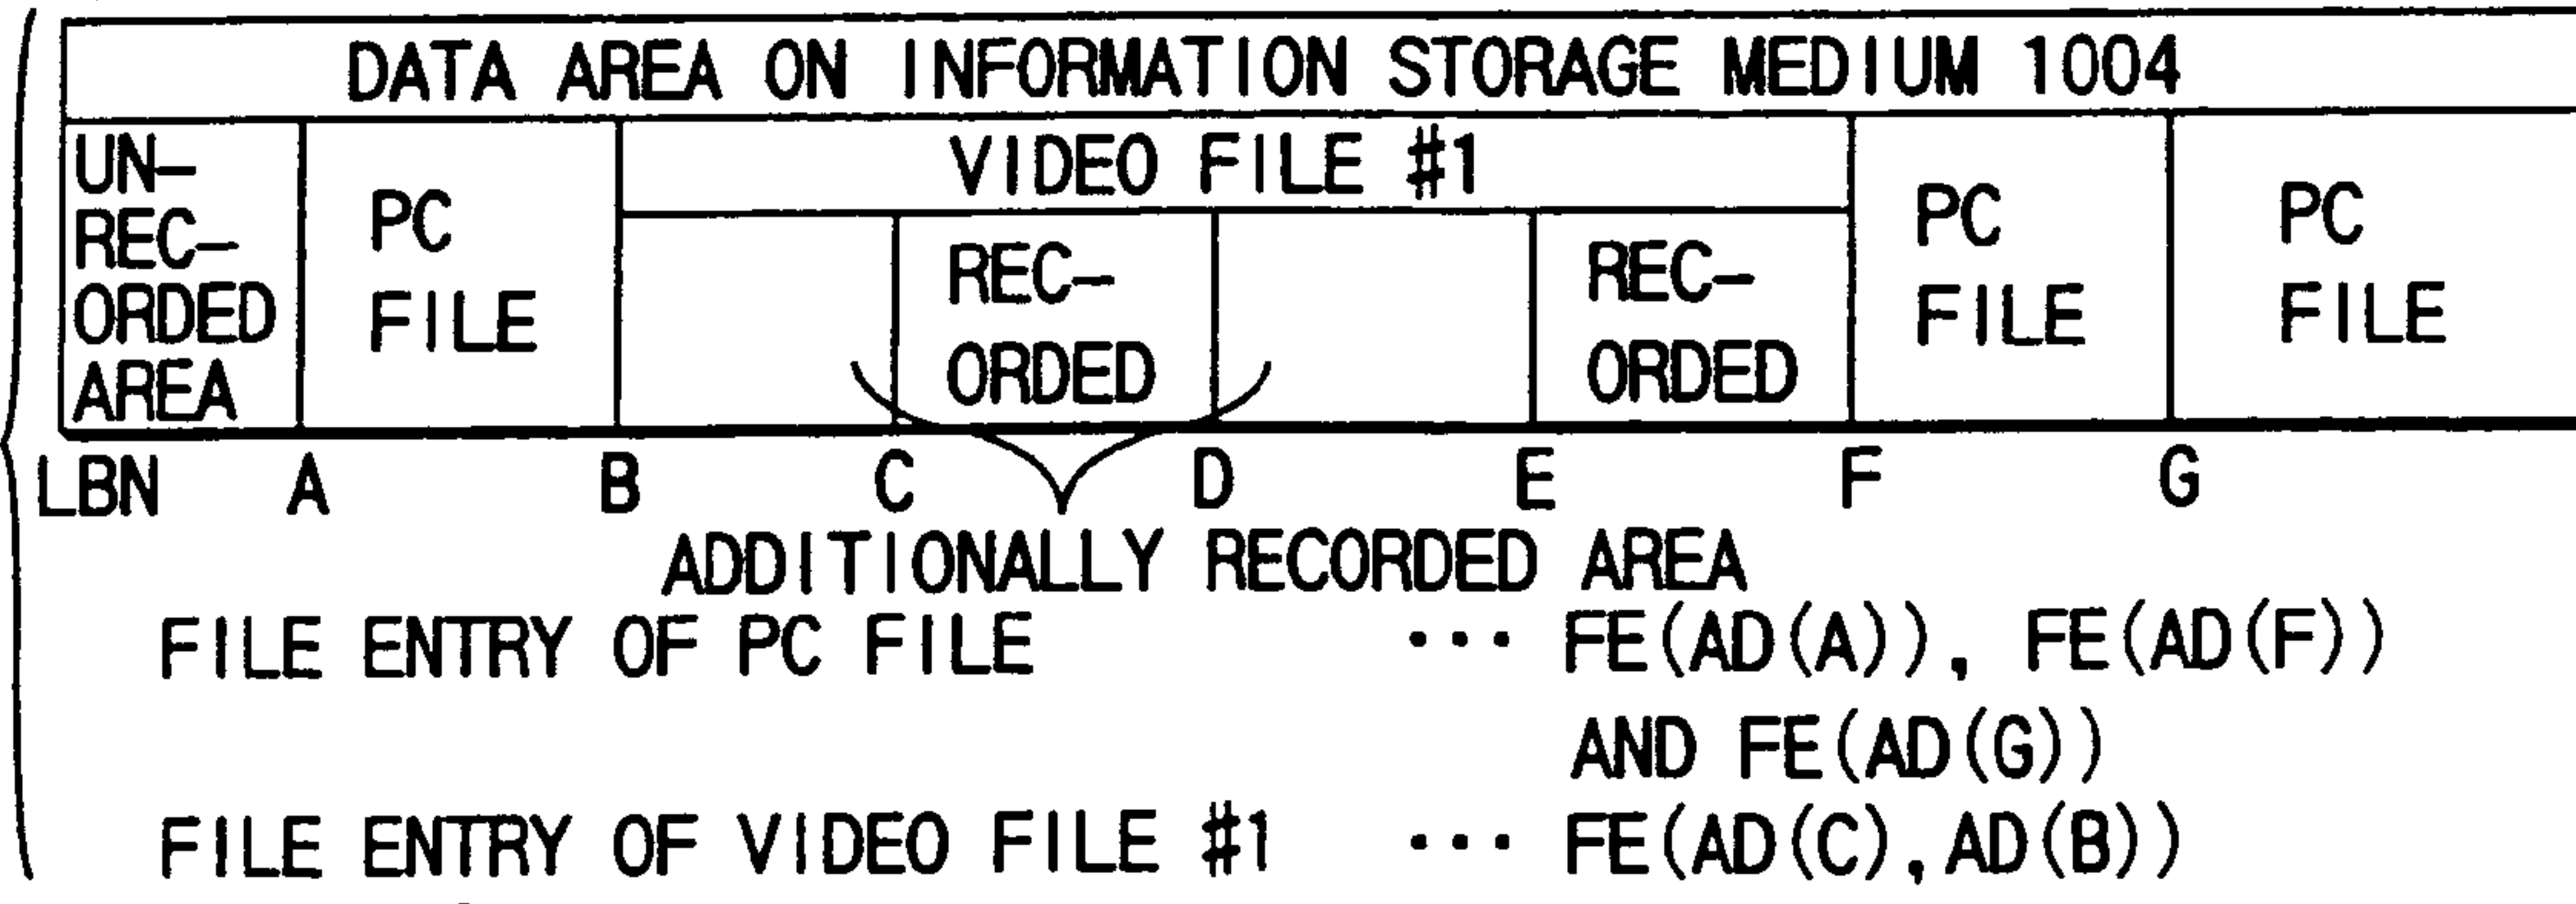 DATA AREA ON INFORMATION STORAGE MEDIUM 1004
UN-
REC-
ORDED
AREA
PC
FILE
VIDEO FILE #1
REC-
ORDED
REC-
ORDED
PC
FILE
PC
FILE
LBN A B C D E F G
ADDITIONALLY RECORDED AREA
FILE ENTRY OF PC FILE ··· FE(AD(A)), FE(AD(F))
AND FE(AD(G))
FILE ENTRY OF VIDEO FILE #1 ··· FE(AD(C), AD(B))